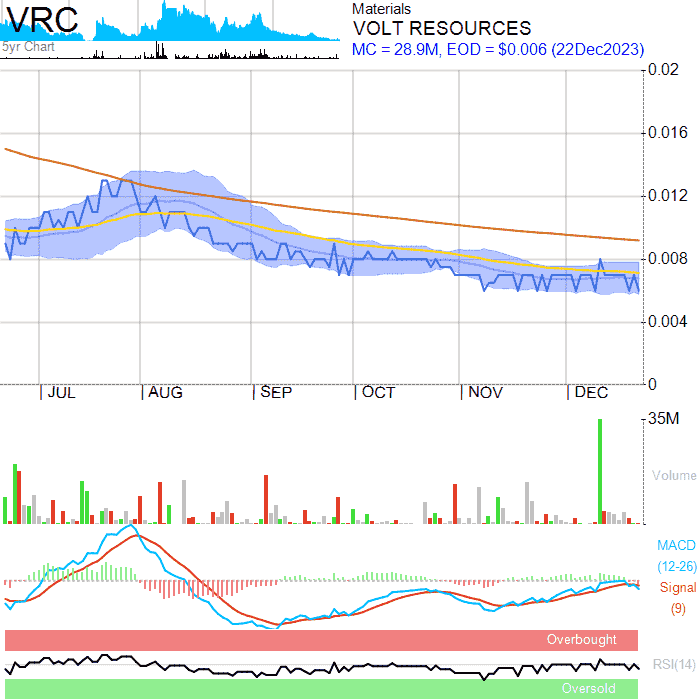 VRC
5yr Chart
Materials
VOLT RESOURCES
MC = 28.9M, EOD = $0.006 (22Dec2023)
0.02
0.016
0.012
0.008
0.004
0
JUL
AUG
SEP
OCT
NOV
DEC
35M
Volume
MACD
(12-26)
Signal
(9)
Overbought
RSI(14)
Oversold